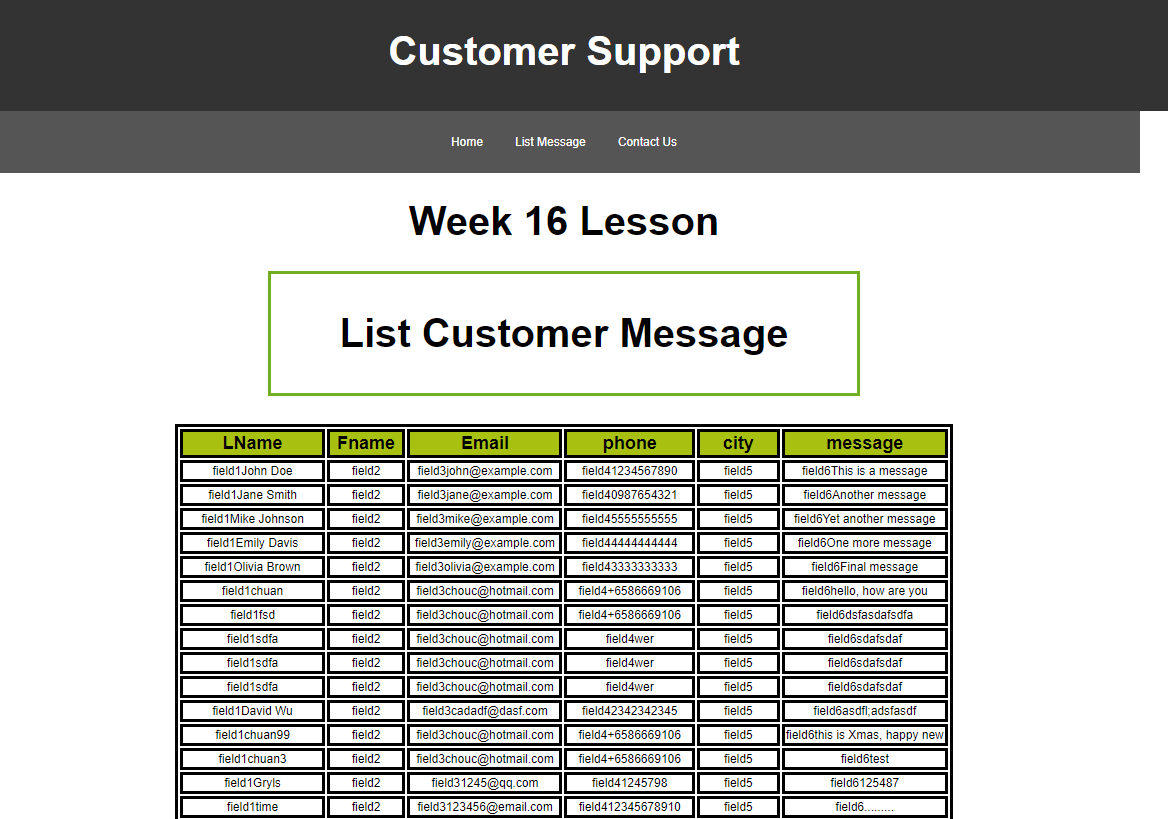 Customer Support
Home List Message Contact Us
Week 16 Lesson
List Customer Message
LName Fname Email phone city message
field1John Doe field2 field3john@example.com field41234567890 field5 field6This is a message
field1Jane Smith field2 field3jane@example.com field40987654321 field5 field6Another message
field1Mike Johnson field2 field3mike@example.com field45555555555 field5 field6Yet another message
field1Emily Davis field2 field3emily@example.com field44444444444 field5 field6One more message
field1Olivia Brown field2 field3olivia@example.com field43333333333 field5 field6Final message
field1chuan field2 field3chouc@hotmail.com field4+6586669106 field5 field6hello, how are you
field1fsd field2 field3chouc@hotmail.com field4+6586669106 field5 field6dsfasdafsdfa
field1sdfa field2 field3chouc@hotmail.com field4wer field5 field6sdafsdaf
field1sdfa field2 field3chouc@hotmail.com field4wer field5 field6sdafsdaf
field1sdfa field2 field3chouc@hotmail.com field4wer field5 field6sdafsdaf
field1David Wu field2 field3cadadf@dasf.com field42342342345 field5 field6asdfl;adsfasdf
field1chuan99 field2 field3chouc@hotmail.com field4+6586669106 field5 field6this is Xmas, happy new
field1chuan3 field2 field3chouc@hotmail.com field4+6586669106 field5 field6test
field1Gryls field2 field31245@qq.com field41245798 field5 field6125487
field1time field2 field3123456@email.com field412345678910 field5 field6.........